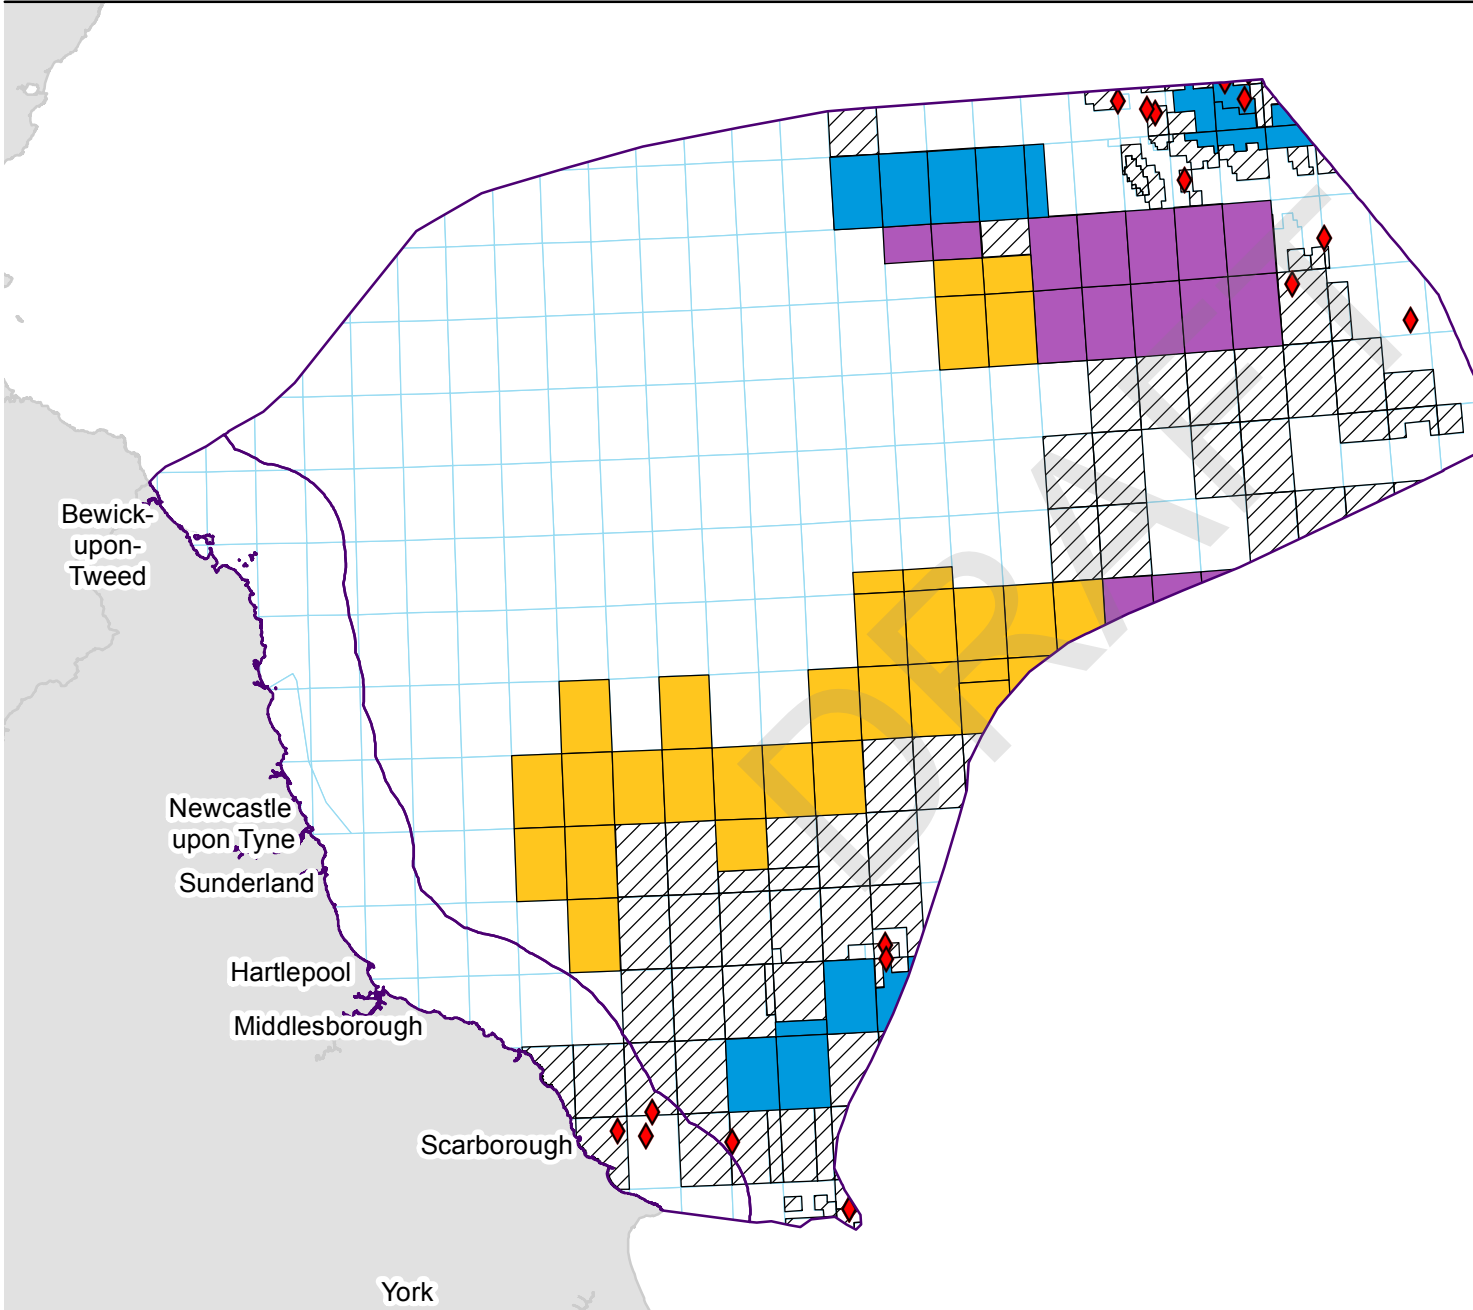 DRAFT
Bewick-
upon-
Tweed
Newcastle
upon Tyne
Sunderland
Hartlepool
Middlesborough
Scarborough
York